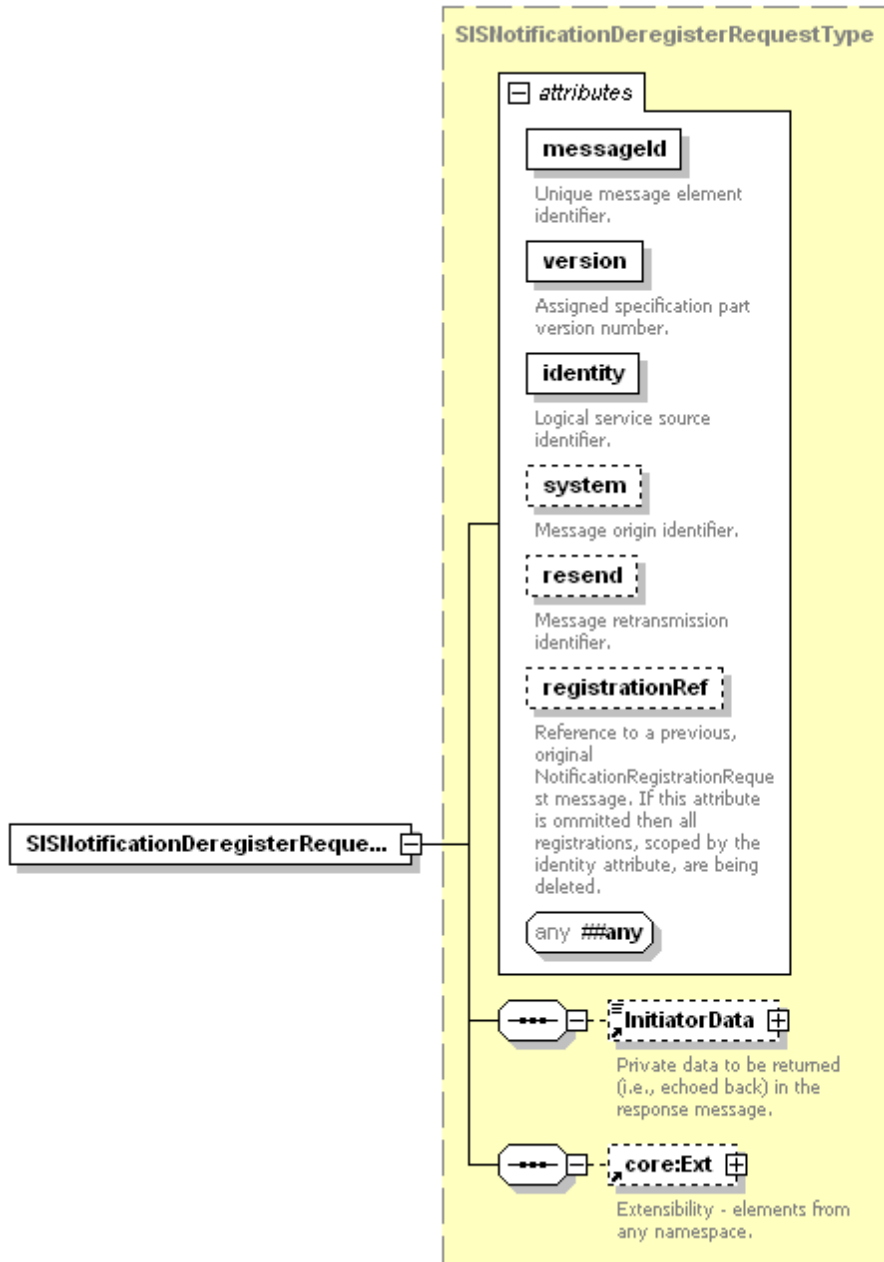 SISNotificationDeregisterRequestType
attributes
messageId
Unique message element
identifier.
version
Assigned specification part
version number.
identity
Logical service source
identifier.
system
Message origin identifier.
resend
Message retransmission
identifier.
registrationRef
Reference to a previous,
original
NotificationRegistrationReque
st message. If this attribute
is ommitted then all
registrations, scoped by the
identity attribute, are being
deleted.
any ##any
SISNotificationDeregisterReque...
InitiatorData
Private data to be returned
(i.e., echoed back) in the
response message.
core:Ext
Extensibility - elements from
any namespace.